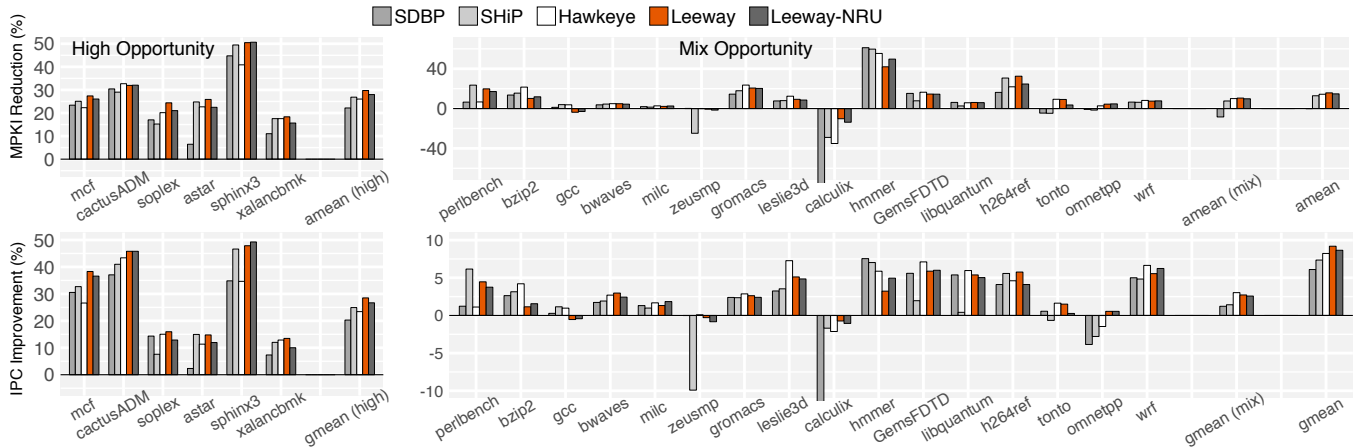 SDBP SHiP Hawkeye Leeway Leeway-NRU
High Opportunity
Mix Opportunity
MPKI Reduction (%)
50
40
30
20
10
0
40
0
-40
mcf cactusADM soplex astar sphinx3 xalancbmk amean (high)
perlbench bzip2 gcc bwaves milc zeusmp gromacs leslie3d calculix hmmer GemsFDTD libquantum h264ref tonto omnetpp wrf amean (mix) amean
IPC Improvement (%)
50
40
30
20
10
0
10
5
0
-5
-10
mcf cactusADM soplex astar sphinx3 xalancbmk gmean (high)
perlbench bzip2 gcc bwaves milc zeusmp gromacs leslie3d calculix hmmer GemsFDTD libquantum h264ref tonto omnetpp wrf gmean (mix) gmean